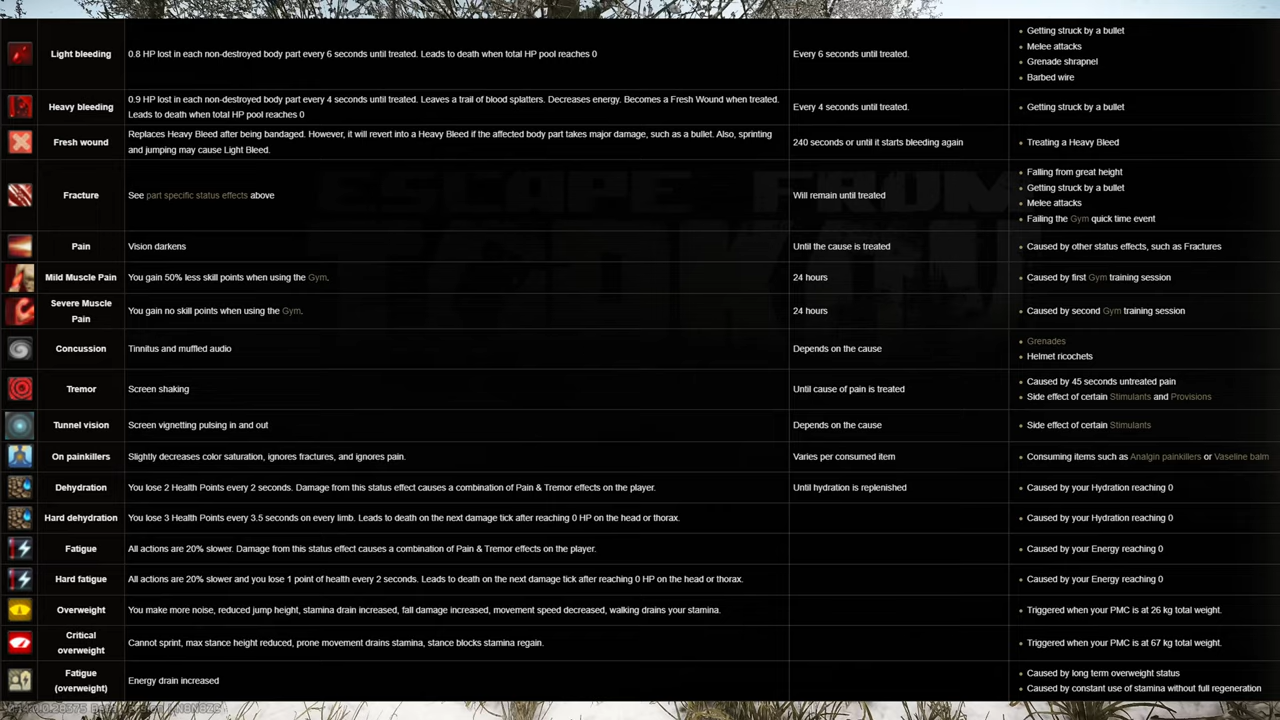 Light bleeding
0.8 HP lost in each non-destroyed body part every 6 seconds until treated. Leads to death when total HP pool reaches 0
Every 6 seconds until treated.
Getting struck by a bullet
Melee attacks
Grenade shrapnel
Barbed wire
Heavy bleeding
0.9 HP lost in each non-destroyed body part every 4 seconds until treated. Leaves a trail of blood splatters. Decreases energy. Becomes a Fresh Wound when treated.
Leads to death when total HP pool reaches 0
Every 4 seconds until treated.
Getting struck by a bullet
Fresh wound
Replaces Heavy Bleed after being bandaged. However, it will revert into a Heavy Bleed if the affected body part takes major damage, such as a bullet. Also, sprinting
and jumping may cause Light Bleed.
240 seconds or until it starts bleeding again
Treating a Heavy Bleed
Fracture
See part specific status effects above
Will remain until treated
Falling from great height
Getting struck by a bullet
Melee attacks
Failing the Gym quick time event
Pain
Vision darkens
Until the cause is treated
Caused by other status effects, such as Fractures
Mild Muscle Pain
You gain 50% less skill points when using the Gym.
24 hours
Caused by first Gym training session
Severe Muscle
Pain
You gain no skill points when using the Gym.
24 hours
Caused by second Gym training session
Concussion
Tinnitus and muffled audio
Depends on the cause
Grenades
Helmet ricochets
Tremor
Screen shaking
Until cause of pain is treated
Caused by 45 seconds untreated pain
Side effect of certain Stimulants and Provisions
Tunnel vision
Screen vignetting pulsing in and out
Depends on the cause
Side effect of certain Stimulants
On painkillers
Slightly decreases color saturation, ignores fractures, and ignores pain.
Varies per consumed item
Consuming items such as Analgin painkillers or Vaseline balm
Dehydration
You lose 2 Health Points every 2 seconds. Damage from this status effect causes a combination of Pain & Tremor effects on the player.
Until hydration is replenished
Caused by your Hydration reaching 0
Hard dehydration
You lose 3 Health Points every 3.5 seconds on every limb. Leads to death on the next damage tick after reaching 0 HP on the head or thorax.
Caused by your Hydration reaching 0
Fatigue
All actions are 20% slower. Damage from this status effect causes a combination of Pain & Tremor effects on the player.
Caused by your Energy reaching 0
Hard fatigue
All actions are 20% slower and you lose 1 point of health every 2 seconds. Leads to death on the next damage tick after reaching 0 HP on the head or thorax.
Caused by your Energy reaching 0
Overweight
You make more noise, reduced jump height, stamina drain increased, fall damage increased, movement speed decreased, walking drains your stamina.
Triggered when your PMC is at 26 kg total weight.
Critical
overweight
Cannot sprint, max stance height reduced, prone movement drains stamina, stance blocks stamina regain.
Triggered when your PMC is at 67 kg total weight.
Fatigue
(overweight)
Energy drain increased
Caused by long term overweight status
Caused by constant use of stamina without full regeneration
ESCAPE FROM